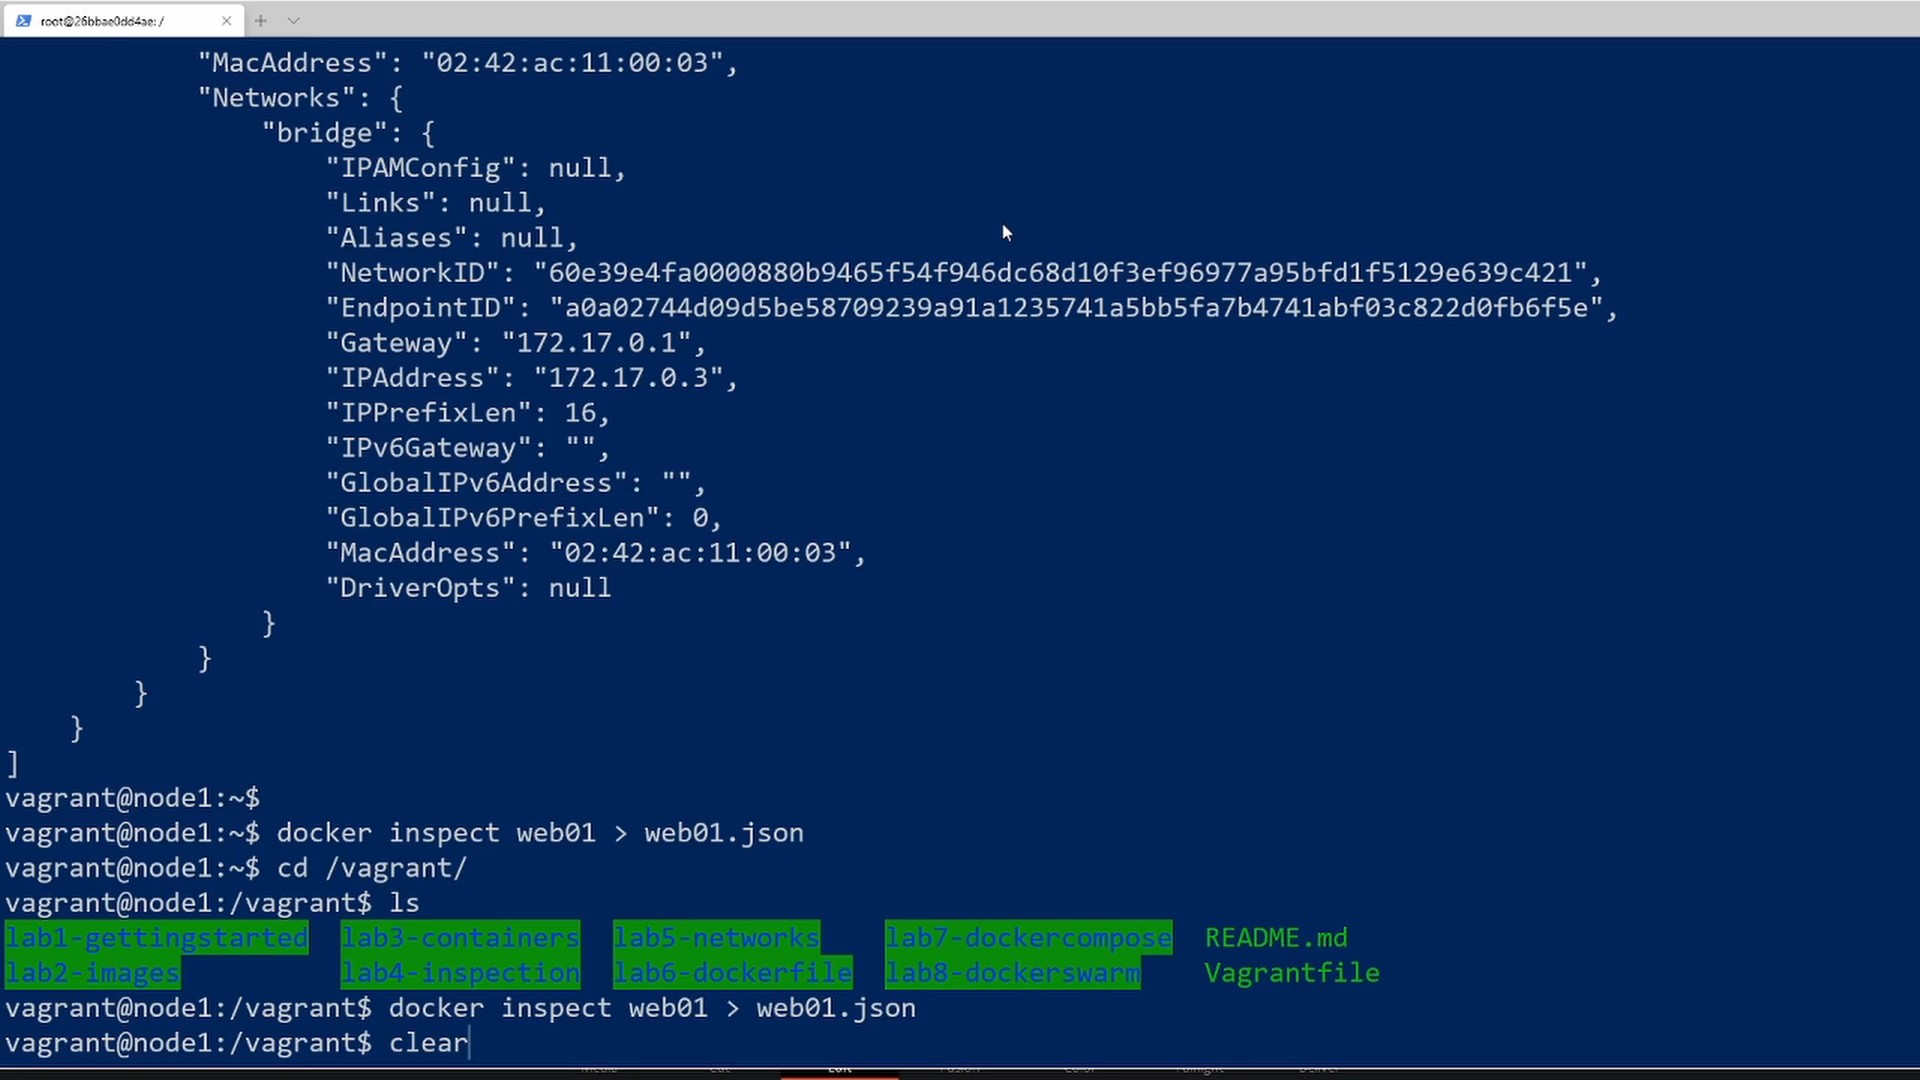 root@26bbae0dd4ae: /
"MacAddress": "02:42:ac:11:00:03",
"Networks": {
"bridge": {
"IPAMConfig": null,
"Links": null,
"Aliases": null,
"NetworkID": "60e39e4fa0000880b9465f54f946dc68d10f3ef96977a95bfd1f5129e639c421",
"EndpointID": "a0a02744d09d5be58709239a91a1235741a5bb5fa7b4741abf03c822d0fb6f5e",
"Gateway": "172.17.0.1",
"IPAddress": "172.17.0.3",
"IPPrefixLen": 16,
"IPv6Gateway": "",
"GlobalIPv6Address": "",
"GlobalIPv6PrefixLen": 0,
"MacAddress": "02:42:ac:11:00:03",
"DriverOpts": null
}
}
}
}
]
vagrant@node1:~$
vagrant@node1:~$ docker inspect web01 > web01.json
vagrant@node1:~$ cd /vagrant/
vagrant@node1:/vagrant$ ls
lab1-gettingstarted lab3-containers lab5-networks lab7-dockercompose README.md
lab2-images lab4-inspection lab6-dockerfile lab8-dockerswarm Vagrantfile
vagrant@node1:/vagrant$ docker inspect web01 > web01.json
vagrant@node1:/vagrant$ clear